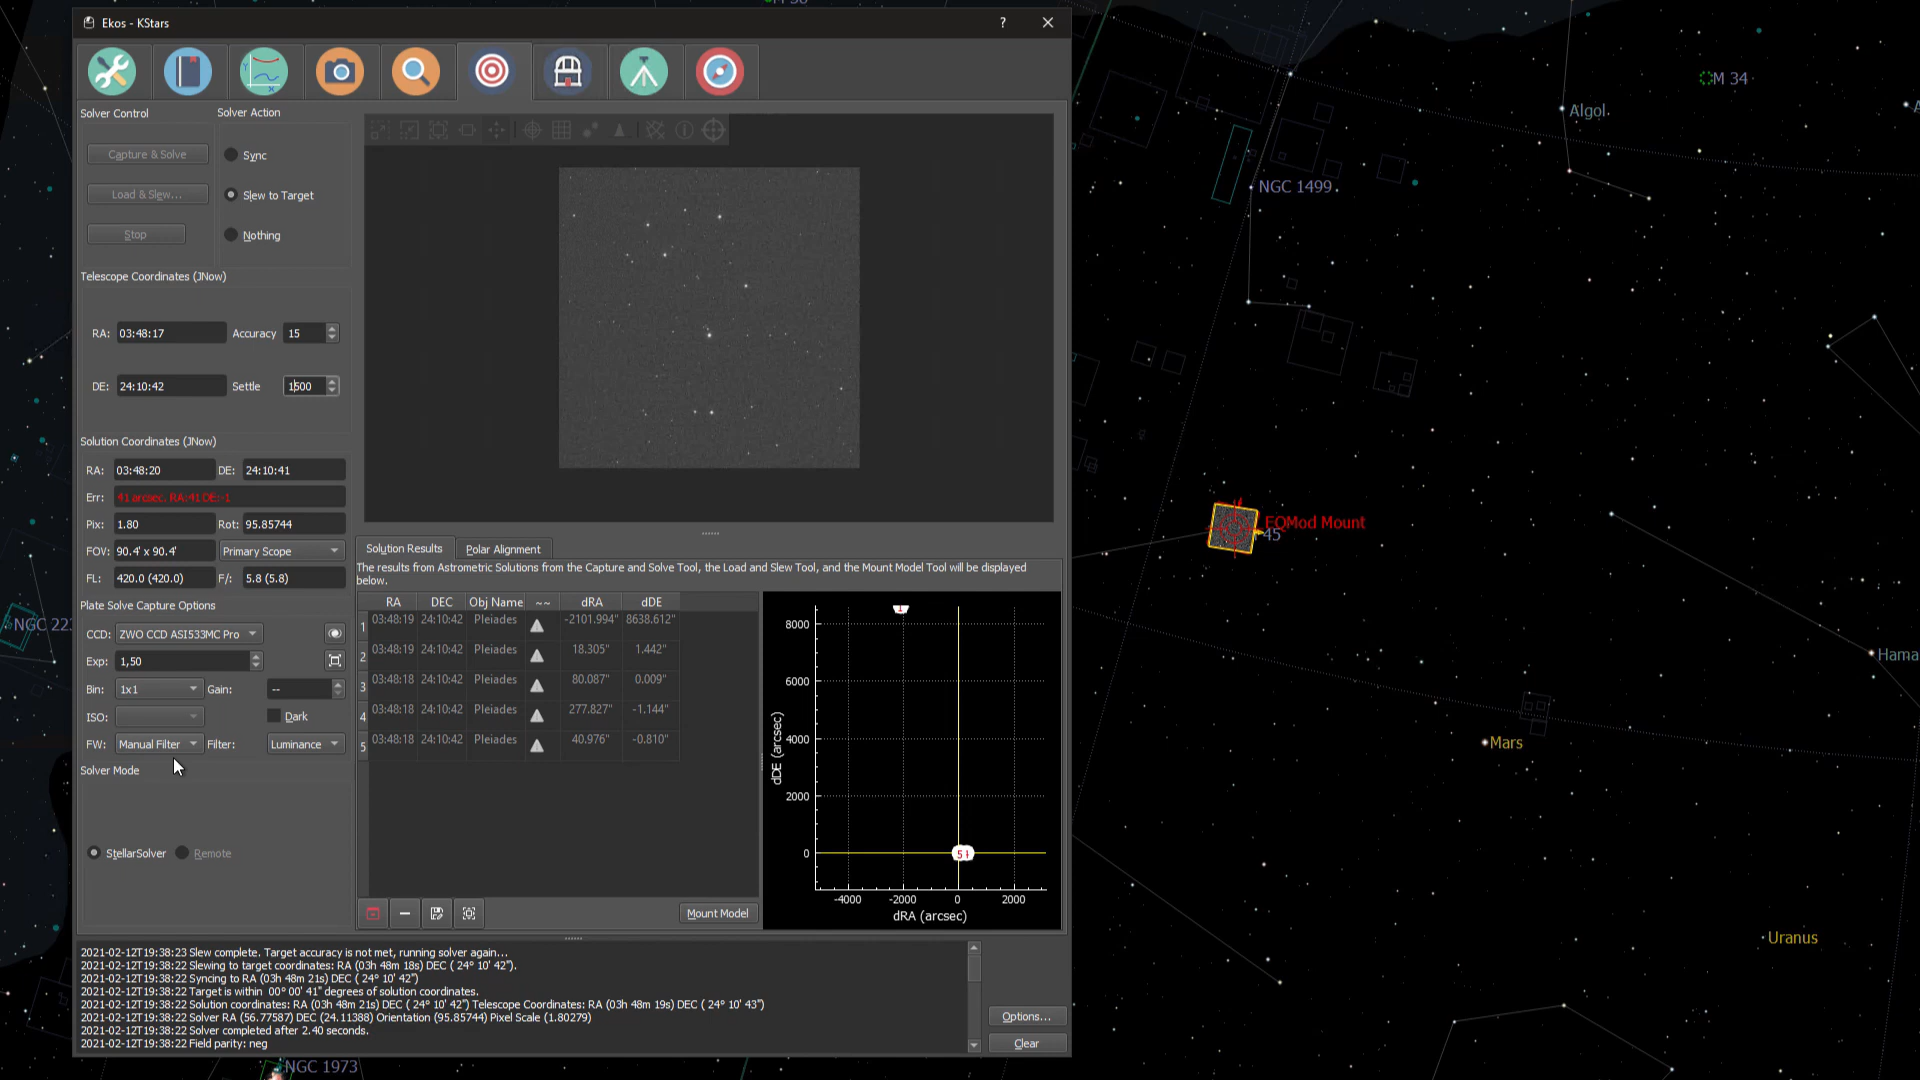 Ekos - KStars
?
Solver Control
Solver Action
Capture & Solve
Sync
Load & Slew...
Slew to Target
Stop
Nothing
Telescope Coordinates (JNow)
RA: 03:48:17 Accuracy 15
DE: 24:10:42 Settle 1500
Solution Coordinates (JNow)
RA: 03:48:20 DE: 24:10:41
Err: 41 arcsec. RA:41 DE:-1
Pix: 1.80 Rot: 95.85744
FOV: 90.4' x 90.4' Primary Scope
FL: 420.0 (420.0) F/: 5.8 (5.8)
Plate Solve Capture Options
CCD: ZWO CCD ASI533MC Pro
Exp: 1,50
Bin: 1x1 Gain: --
ISO: Dark
FW: Manual Filter Filter: Luminance
Solver Mode
StellarSolver Remote
Solution Results Polar Alignment
The results from Astrometric Solutions from the Capture and Solve Tool, the Load and Slew Tool, and the Mount Model Tool will be displayed
below.
RA DEC Obj Name ~~ dRA dDE
1 03:48:19 24:10:42 Pleiades -2101.994" 8638.612"
2 03:48:19 24:10:42 Pleiades 18.305" 1.442"
3 03:48:18 24:10:42 Pleiades 80.087" 0.009"
4 03:48:18 24:10:42 Pleiades 277.827" -1.144"
5 03:48:18 24:10:42 Pleiades 40.976" -0.810"
Mount Model
1
8000
6000
4000
2000
0
dDE (arcsec)
5
-4000 -2000 0 2000
dRA (arcsec)
2021-02-12T19:38:23 Slew complete. Target accuracy is not met, running solver again...
2021-02-12T19:38:22 Slewing to target coordinates: RA (03h 48m 18s) DEC ( 24° 10' 42").
2021-02-12T19:38:22 Syncing to RA (03h 48m 21s) DEC ( 24° 10' 42")
2021-02-12T19:38:22 Target is within 00° 00' 41" degrees of solution coordinates.
2021-02-12T19:38:22 Solution coordinates: RA (03h 48m 21s) DEC ( 24° 10' 42") Telescope Coordinates: RA (03h 48m 19s) DEC ( 24° 10' 43")
2021-02-12T19:38:22 Solver RA (56.77587) DEC (24.11388) Orientation (95.85744) Pixel Scale (1.80279)
2021-02-12T19:38:22 Solver completed after 2.40 seconds.
2021-02-12T19:38:22 Field parity: neg
Options...
Clear
M 34
Algol
NGC 1499
EQMod Mount
45
Hama
Mars
Uranus
NGC 223
NGC 1973